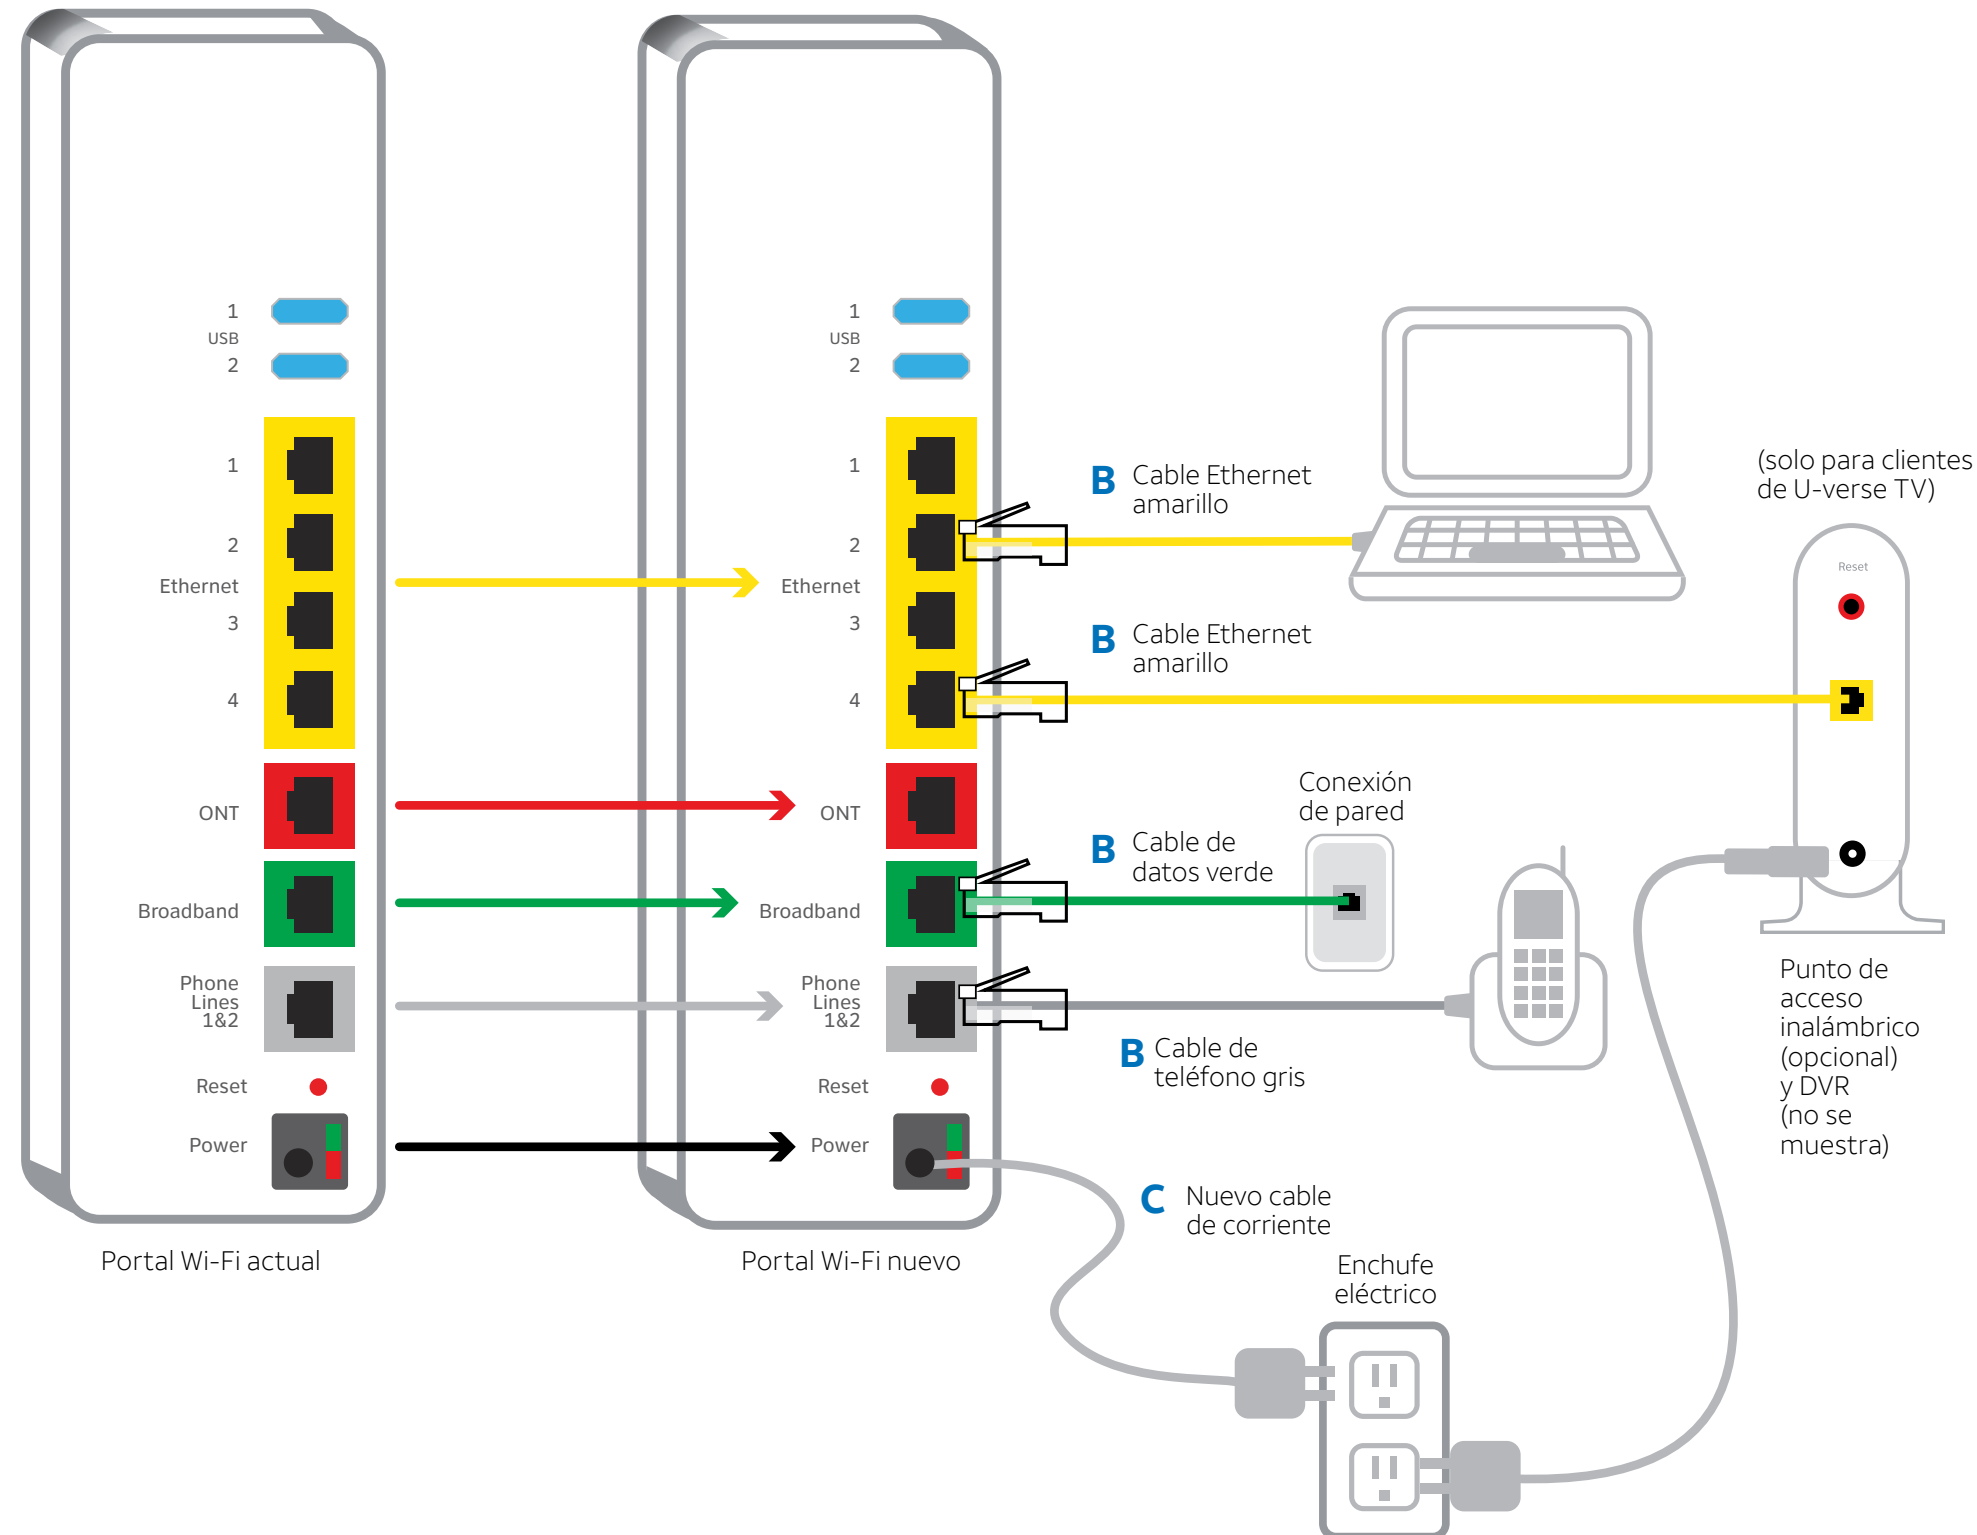 1
USB
2
1
2
Ethernet
3
4
ONT
Broadband
Phone
Lines
1&2
Reset
Power
Portal Wi-Fi actual
1
USB
2
1
2
Ethernet
3
4
ONT
Broadband
Phone
Lines
1&2
Reset
Power
Portal Wi-Fi nuevo
B Cable Ethernet
amarillo
B Cable Ethernet
amarillo
Conexión
de pared
B Cable de
datos verde
B Cable de
teléfono gris
C Nuevo cable
de corriente
Enchufe
eléctrico
(solo para clientes
de U-verse TV)
Reset
Punto de
acceso
inalámbrico
(opcional)
y DVR
(no se
muestra)